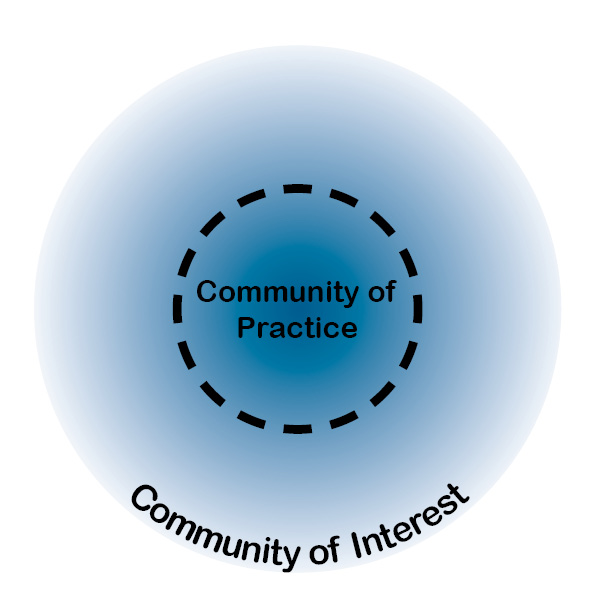 Community of
Practice
Community of Interest